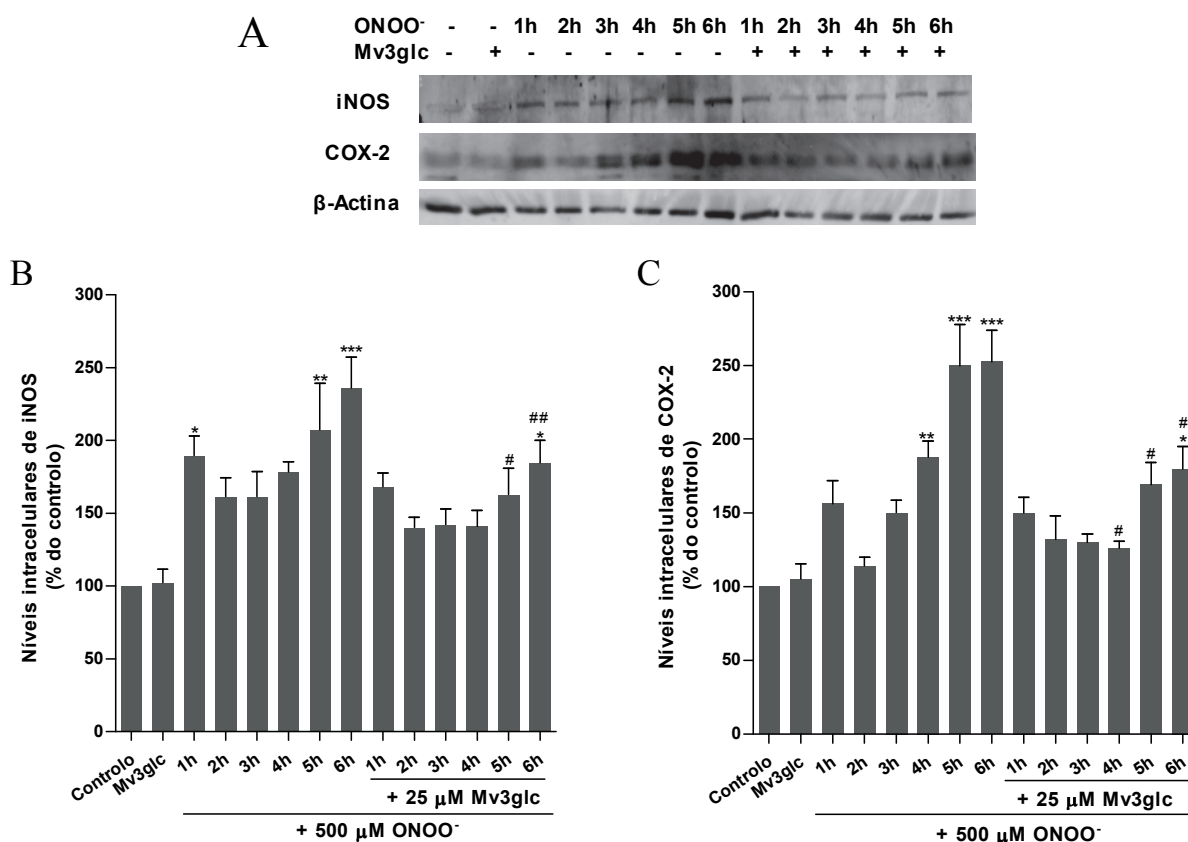 A
ONOO⁻ - - 1h 2h 3h 4h 5h 6h 1h 2h 3h 4h 5h 6h
Mv3glc - + - - - - - - + + + + + +
iNOS
COX-2
β-Actina
B
Níveis intracelulares de iNOS
(% do controlo)
300
250
200
150
100
50
0
* ** *** # ## *
Controlo Mv3glc 1h 2h 3h 4h 5h 6h 1h 2h 3h 4h 5h 6h
+ 25 μM Mv3glc
+ 500 μM ONOO⁻
C
Níveis intracelulares de COX-2
(% do controlo)
300
250
200
150
100
50
0
** *** *** # # # *
Controlo Mv3glc 1h 2h 3h 4h 5h 6h 1h 2h 3h 4h 5h 6h
+ 25 μM Mv3glc
+ 500 μM ONOO⁻